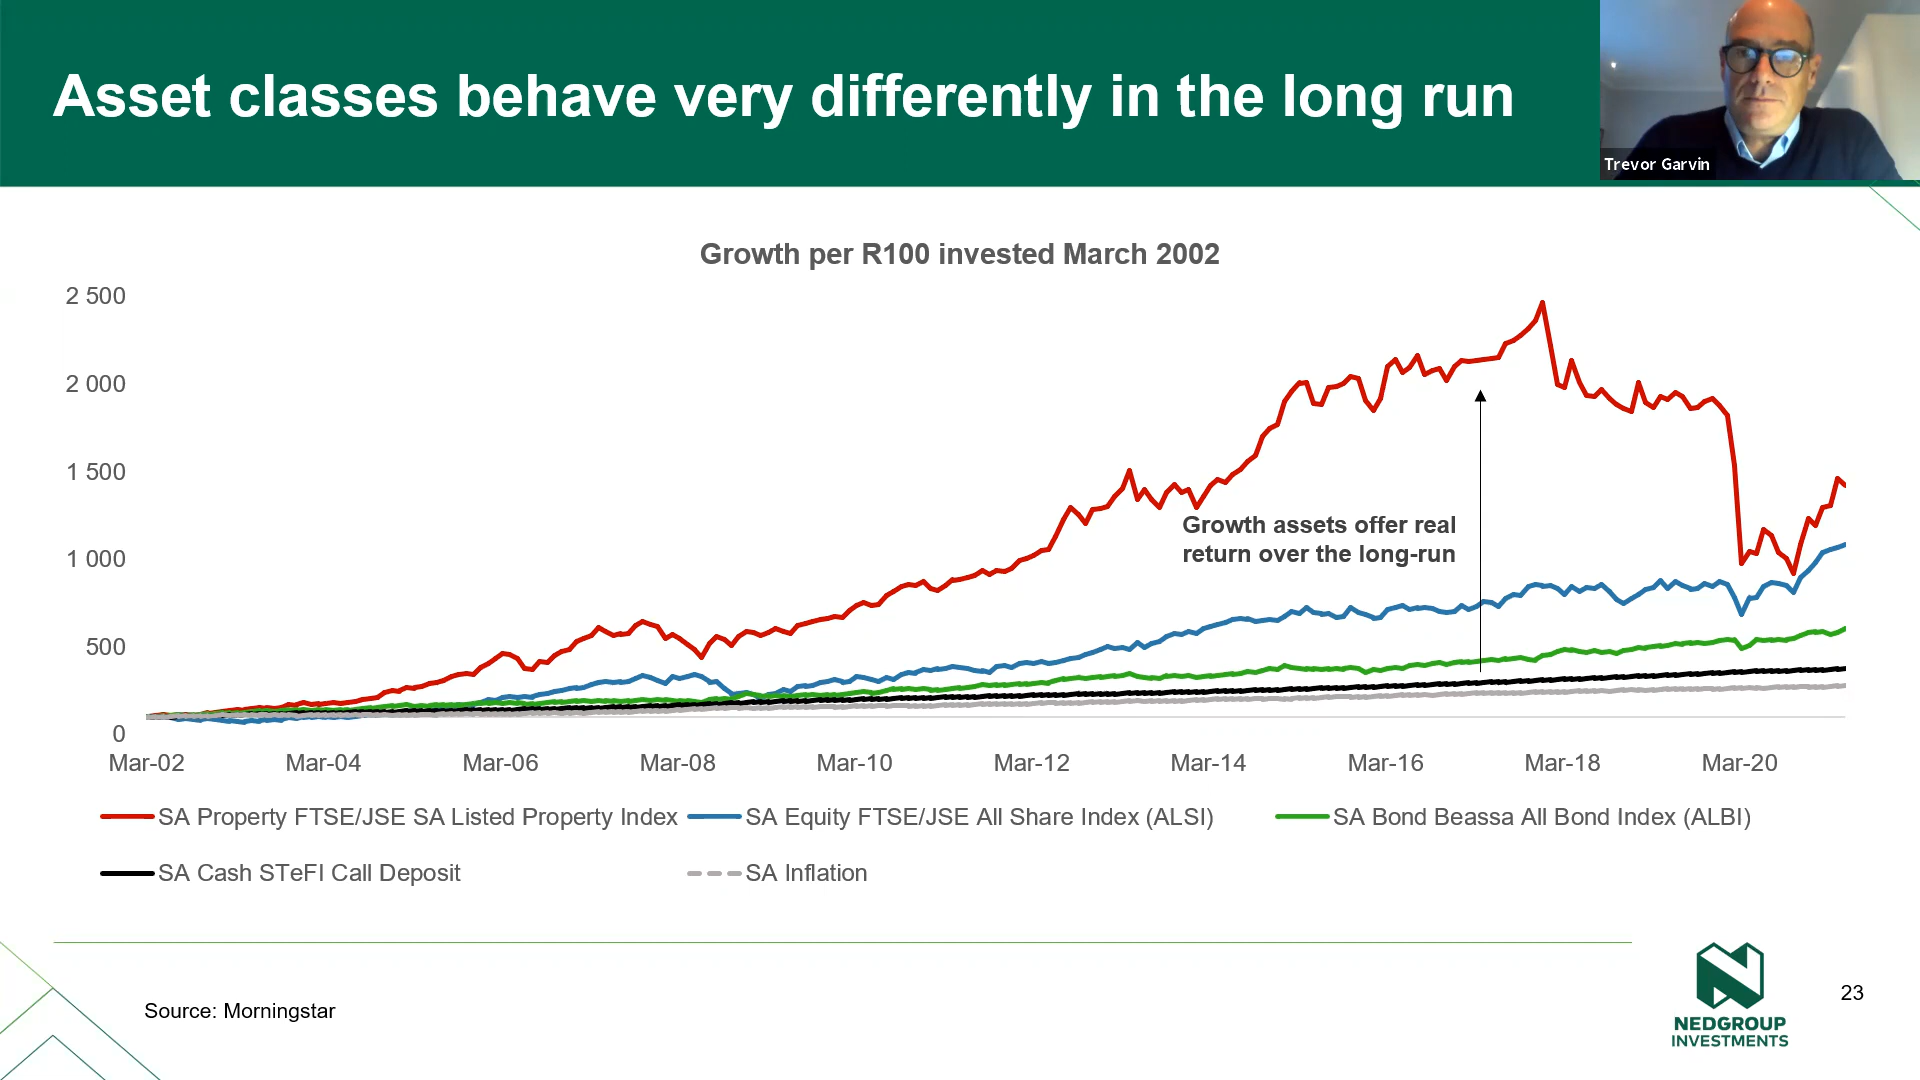 Asset classes behave very differently in the long run
Trevor Garvin
Growth per R100 invested March 2002
2 500
2 000
1 500
1 000
500
0
Growth assets offer real
return over the long-run
Mar-02 Mar-04 Mar-06 Mar-08 Mar-10 Mar-12 Mar-14 Mar-16 Mar-18 Mar-20
SA Property FTSE/JSE SA Listed Property Index SA Equity FTSE/JSE All Share Index (ALSI) SA Bond Beassa All Bond Index (ALBI)
SA Cash STeFI Call Deposit SA Inflation
Source: Morningstar
NEDGROUP
INVESTMENTS
23